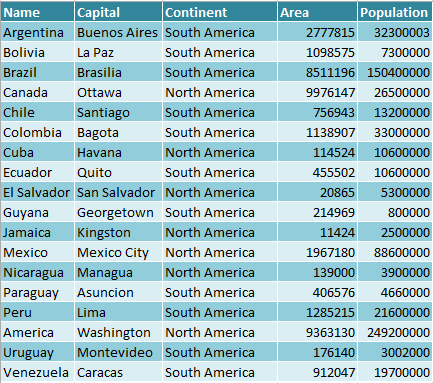 Name Capital Continent Area Population
Argentina Buenos Aires South America 2777815 32300003
Bolivia La Paz South America 1098575 7300000
Brazil Brasilia South America 8511196 150400000
Canada Ottawa North America 9976147 26500000
Chile Santiago South America 756943 13200000
Colombia Bagota South America 1138907 33000000
Cuba Havana North America 114524 10600000
Ecuador Quito South America 455502 10600000
El Salvador San Salvador North America 20865 5300000
Guyana Georgetown South America 214969 800000
Jamaica Kingston North America 11424 2500000
Mexico Mexico City North America 1967180 88600000
Nicaragua Managua North America 139000 3900000
Paraguay Asuncion South America 406576 4660000
Peru Lima South America 1285215 21600000
America Washington North America 9363130 249200000
Uruguay Montevideo South America 176140 3002000
Venezuela Caracas South America 912047 19700000